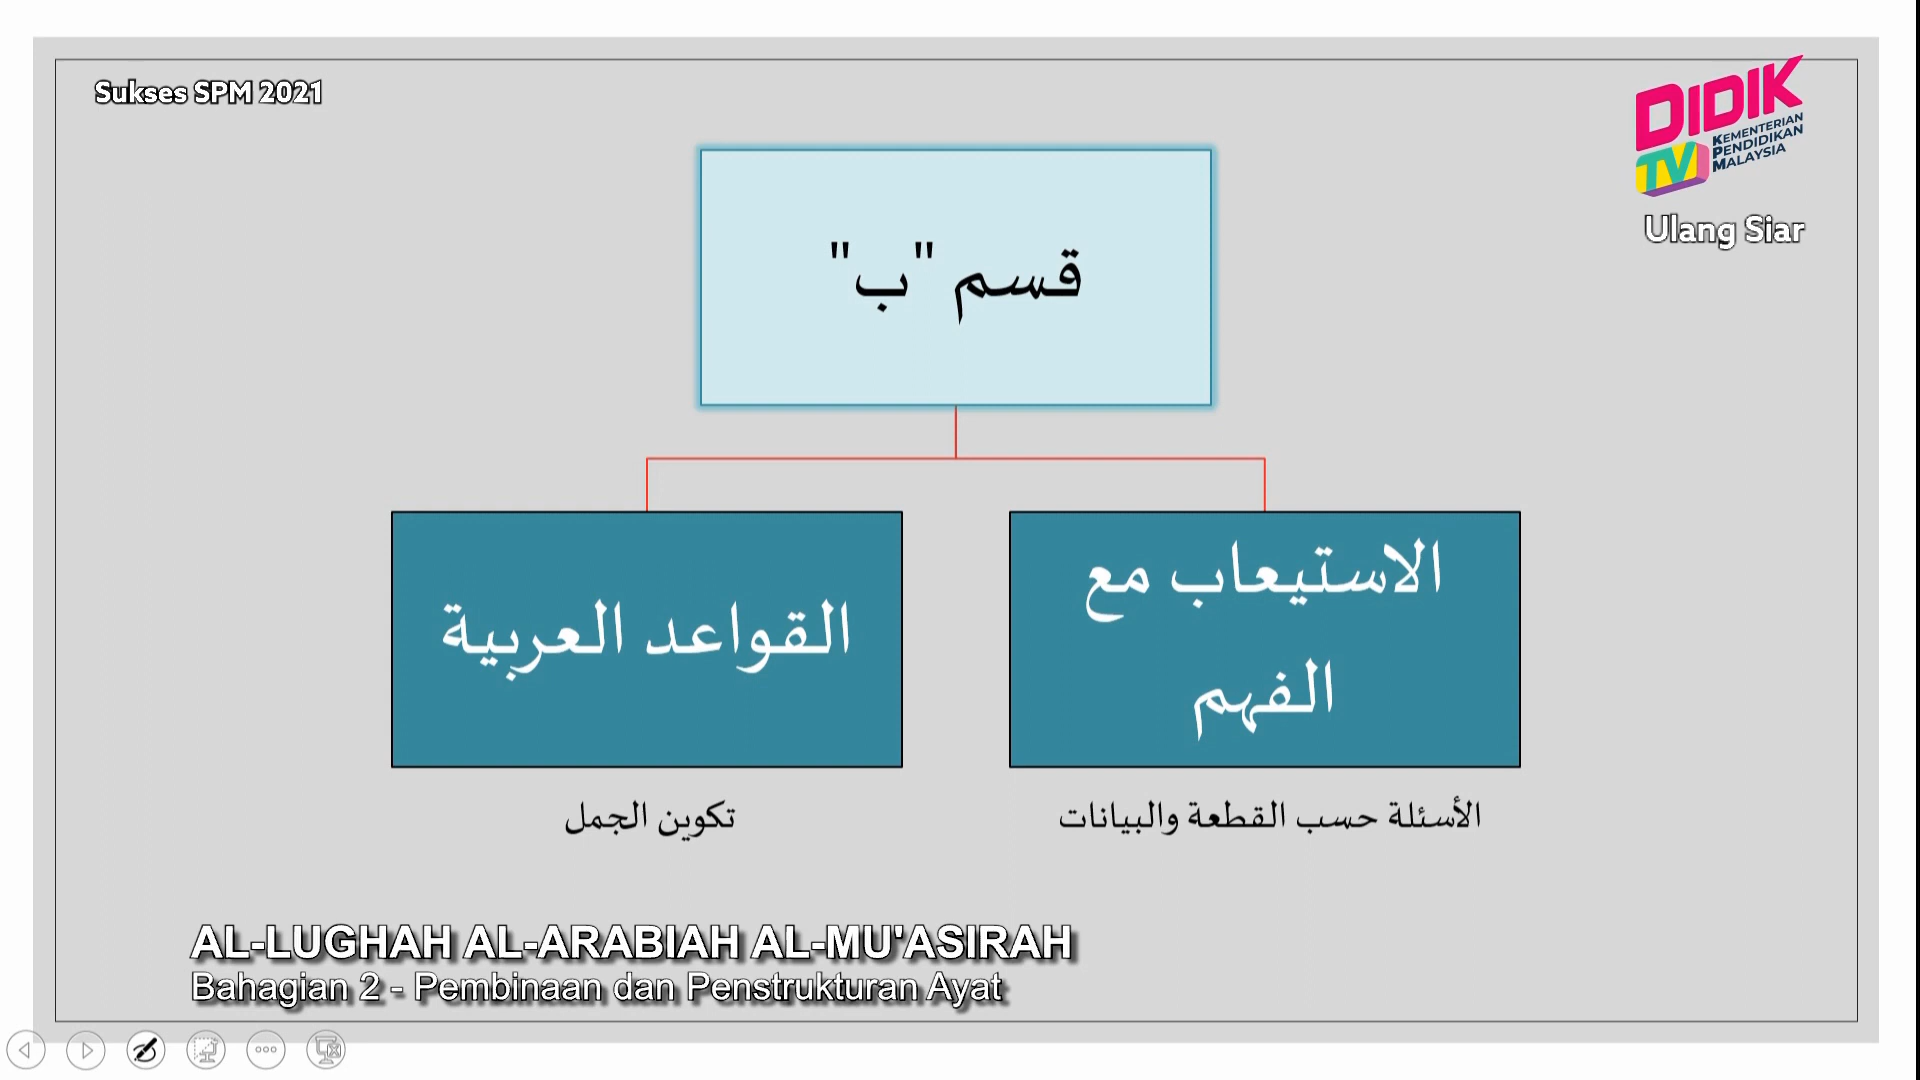 Sukses SPM 2021
DIDIK
TV
KEMENTERIAN
PENDIDIKAN
MALAYSIA
Ulang Siar
قسم "ب"
الاستيعاب مع
الفهم
الأسئلة حسب القطعة والبيانات
القواعد العربية
تكوين الجمل
AL-LUGHAH AL-ARABIAH AL-MU'ASIRAH
Bahagian 2 - Pembinaan dan Penstrukturan Ayat